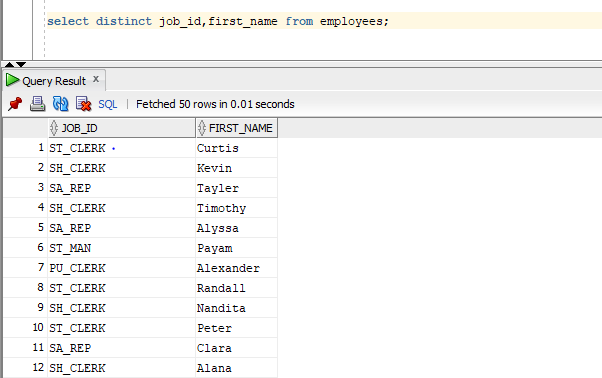 select distinct job_id,first_name from employees;
Query Result x
SQL | Fetched 50 rows in 0.01 seconds
JOB_ID FIRST_NAME
1 ST_CLERK Curtis
2 SH_CLERK Kevin
3 SA_REP Tayler
4 SH_CLERK Timothy
5 SA_REP Alyssa
6 ST_MAN Payam
7 PU_CLERK Alexander
8 ST_CLERK Randall
9 SH_CLERK Nandita
10 ST_CLERK Peter
11 SA_REP Clara
12 SH_CLERK Alana